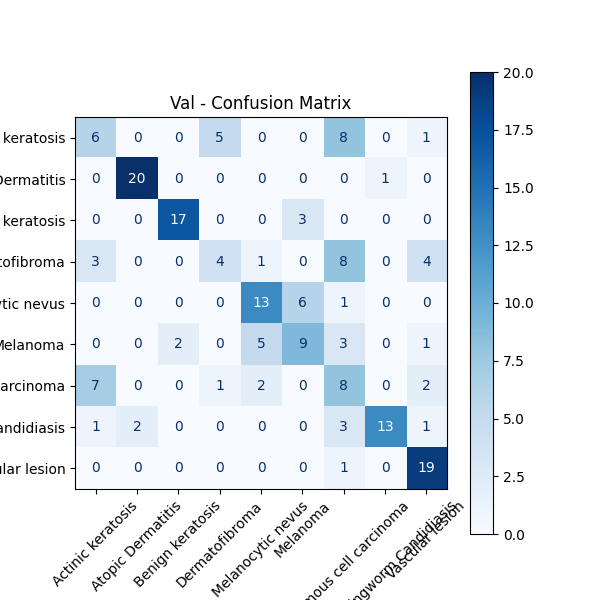 Val - Confusion Matrix
keratosis 6 0 0 5 0 0 8 0 1
Dermatitis 0 20 0 0 0 0 0 1 0
keratosis 0 0 17 0 0 3 0 0 0
tofibroma 3 0 0 4 1 0 8 0 4
ytic nevus 0 0 0 0 13 6 1 0 0
Melanoma 0 0 2 0 5 9 3 0 1
arcinoma 7 0 0 1 2 0 8 0 2
andidiasis 1 2 0 0 0 0 3 13 1
ular lesion 0 0 0 0 0 0 1 0 19
Actinic keratosis
Atopic Dermatitis
Benign keratosis
Dermatofibroma
Melanocytic nevus
Melanoma
mous cell carcinoma
ingworm Candidiasis
Vascular lesion
20.0
17.5
15.0
12.5
10.0
7.5
5.0
2.5
0.0